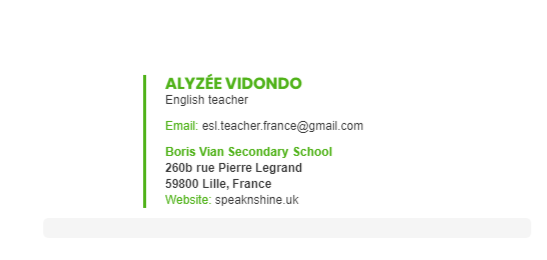 ALYZÉE VIDONDO
English teacher
Email: esl.teacher.france@gmail.com
Boris Vian Secondary School
260b rue Pierre Legrand
59800 Lille, France
Website: speaknshine.uk